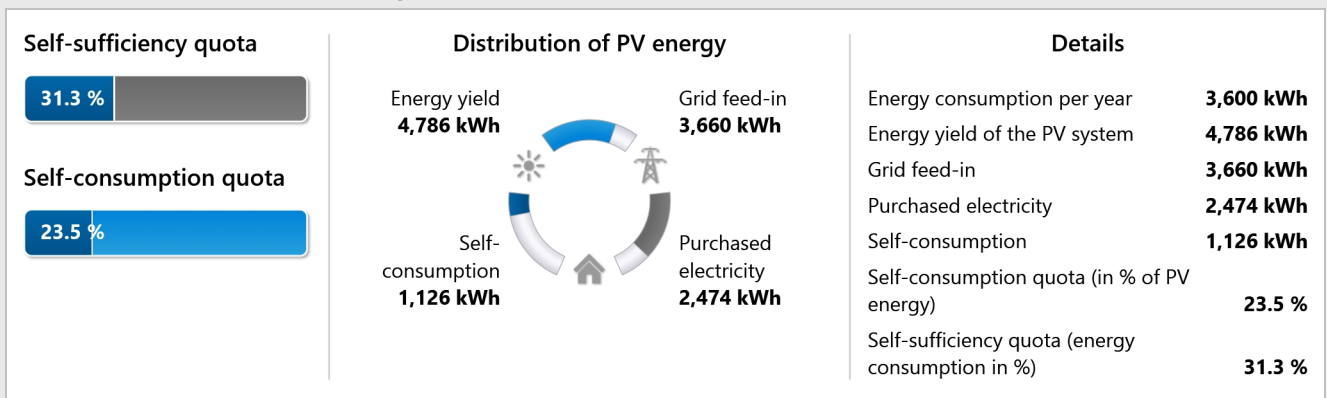 Self-sufficiency quota
31.3 %
Self-consumption quota
23.5 %
Distribution of PV energy
Energy yield
4,786 kWh
Grid feed-in
3,660 kWh
Self-
consumption
1,126 kWh
Purchased
electricity
2,474 kWh
Details
Energy consumption per year 3,600 kWh
Energy yield of the PV system 4,786 kWh
Grid feed-in 3,660 kWh
Purchased electricity 2,474 kWh
Self-consumption 1,126 kWh
Self-consumption quota (in % of PV
energy) 23.5 %
Self-sufficiency quota (energy
consumption in %) 31.3 %